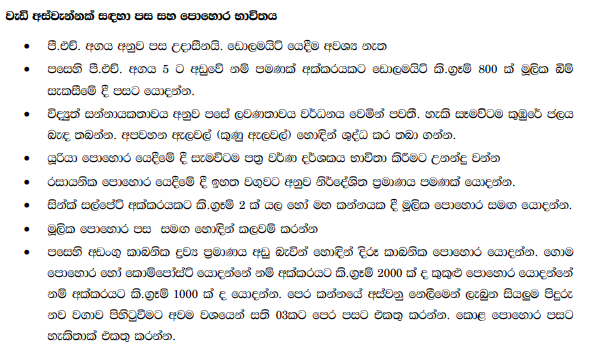 වැඩි අස්වැන්නක් සඳහා පස සහ පොහොර භාවිතය
• පී.එච්. අගය අනුව පස උදාසීනයි. ඩොලමයිට් යෙදීම අවශ්‍ය නැත
• පසෙහි පී.එච්. අගය 5 ට අඩුවේ නම් පමණක් අක්කරයකට ඩොලමයිට් කි.ග්‍රෑම් 800 ක් මූලික බිම්
සැකසීමේ දී පසට යොදන්න.
• විද්‍යුත් සන්නායකතාවය අනුව පසේ ලවණතාවය වර්ධනය වෙමින් පවතී. හැකි සෑමවිටම කුඹුරේ ජලය
බැඳ තබන්න. අපවහන ඇලවල් (කුණු ඇලවල්) හොඳින් ශුද්ධ කර තබා ගන්න.
• යූරියා පොහොර යෙදීමේ දී සැමවිටම පත්‍ර වර්ණ දර්ශකය භාවිතා කිරීමට උනන්දු වන්න
• රසායනික පොහොර යෙදීමේ දී ඉහත වගුවට අනුව නිර්දේශිත ප්‍රමාණය පමණක් යොදන්න.
• සින්ක් සල්පේට් අක්කරයකට කි.ග්‍රෑම් 2 ක් යල හෝ මහ කන්නයක දී මූලික පොහොර සමඟ යොදන්න.
• මූලික පොහොර පස සමඟ හොඳින් කලවම් කරන්න
• පසෙහි අඩංගු කාබනික ද්‍රව්‍ය ප්‍රමාණය අඩු බැවින් හොඳින් දිරූ කාබනික පොහොර යොදන්න. ගොම
පොහොර හෝ කොම්පෝස්ට් යොදන්නේ නම් අක්කරයට කි.ග්‍රෑම් 2000 ක් ද කුකුළු පොහොර යොදන්නේ
නම් අක්කරයට කි.ග්‍රෑම් 1000 ක් ද යොදන්න. පෙර කන්නයේ අස්වනු නෙලීමෙන් ලැබුන සියලුම පිදුරු
නව වගාව පිහිටුවීමට අවම වශයෙන් සති 03කට පෙර පසට එකතු කරන්න. කොළ පොහොර පසට
හැකිතාක් එකතු කරන්න.